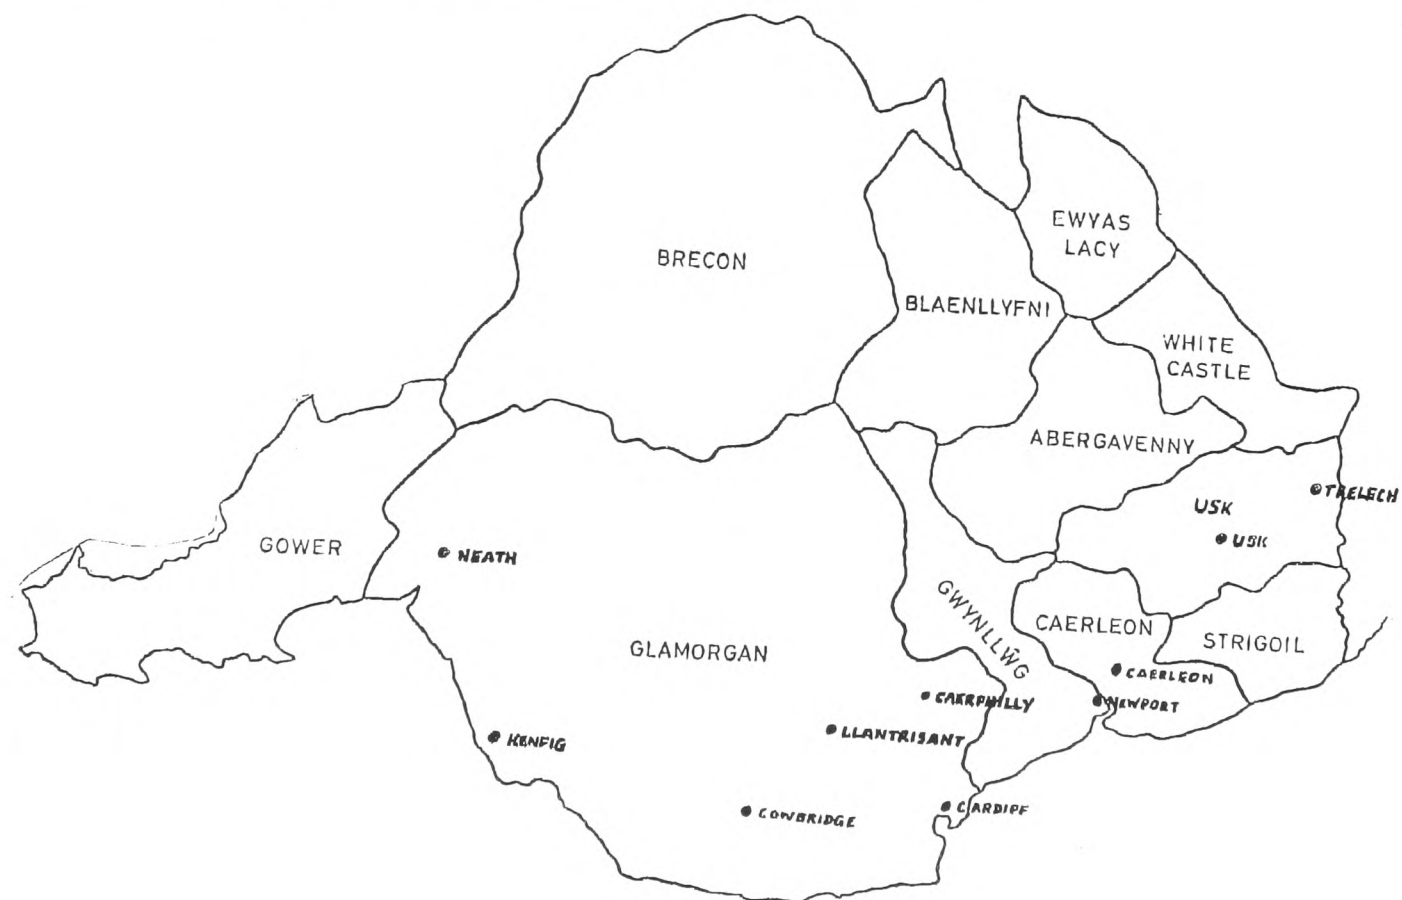 EWYAS
LACY
BRECON
BLAENLLYFNI
WHITE
CASTLE
ABERGAVENNY
TRELECH
USK
USK
GOWER
NEATH
GWYNLLŴG
CAERLEON
STRIGOIL
GLAMORGAN
CAERLEON
CAERPHILLY
NEWPORT
KENFIG
LLANTRISANT
COWBRIDGE
CARDIFF